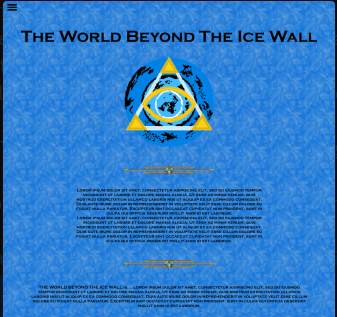 The World Beyond The Ice Wall
Lorem ipsum dolor sit amet, consectetur adipiscing elit, sed do eiusmod tempor
incididunt ut labore et dolore magna aliqua. Ut enim ad minim veniam, quis
nostrud exercitation ullamco laboris nisi ut aliquip ex ea commodo consequat.
Duis aute irure dolor in reprehenderit in voluptate velit esse cillum dolore eu
fugiat nulla pariatur. Excepteur sint occaecat cupidatat non proident, sunt in
culpa qui officia deserunt mollit anim id est laborum.
Lorem ipsum dolor sit amet, consectetur adipiscing elit, sed do eiusmod tempor
incididunt ut labore et dolore magna aliqua. Ut enim ad minim veniam, quis
nostrud exercitation ullamco laboris nisi ut aliquip ex ea commodo consequat.
Duis aute irure dolor in reprehenderit in voluptate velit esse cillum dolore eu
fugiat nulla pariatur. Excepteur sint occaecat cupidatat non proident, sunt in
culpa qui officia deserunt mollit anim id est laborum.
THE WORLD BEYOND THE ICE WALL is... Lorem ipsum dolor sit amet, consectetur adipiscing elit, sed do eiusmod
tempor incididunt ut labore et dolore magna aliqua. Ut enim ad minim veniam, quis nostrud exercitation ullamco
laboris nisi ut aliquip ex ea commodo consequat. Duis aute irure dolor in reprehenderit in voluptate velit esse cillum
dolore eu fugiat nulla pariatur. Excepteur sint occaecat cupidatat non proident, sunt in culpa qui officia deserunt
mollit anim id est laborum.